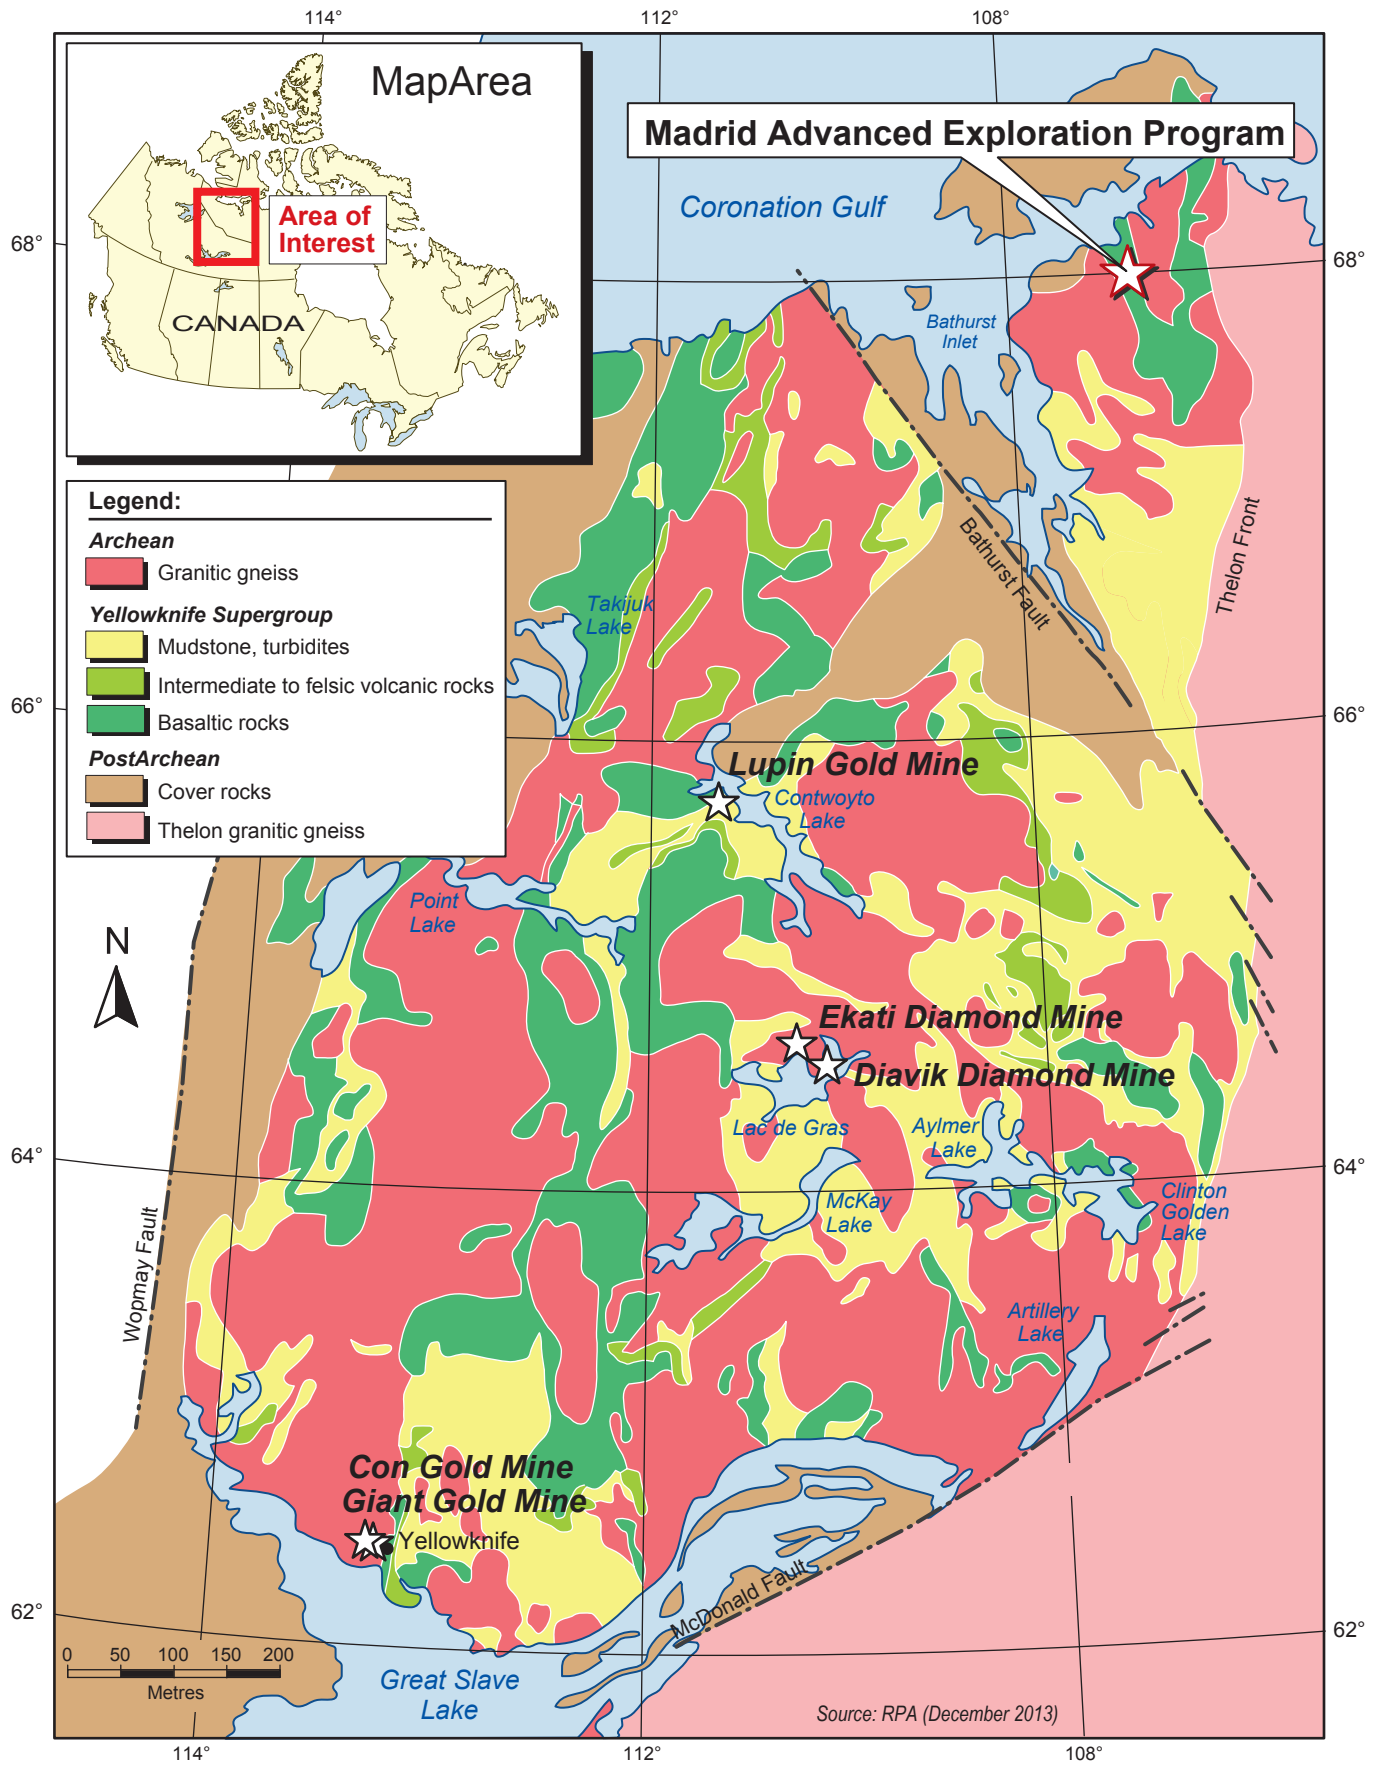 114°
112°
108°
MapArea
Area of
Interest
CANADA
Madrid Advanced Exploration Program
Coronation Gulf
68°
68°
Bathurst
Inlet
Legend:
Archean
Granitic gneiss
Yellowknife Supergroup
Mudstone, turbidites
Intermediate to felsic volcanic rocks
Basaltic rocks
PostArchean
Cover rocks
Thelon granitic gneiss
Bathurst Fault
Thelon Front
Takijuk
Lake
66°
66°
Lupin Gold Mine
Contwoyto
Lake
Point
Lake
N
Ekati Diamond Mine
Diavik Diamond Mine
Lac de Gras
Aylmer
Lake
64°
64°
McKay
Lake
Clinton
Golden
Lake
Wopmay Fault
Artillery
Lake
Con Gold Mine
Giant Gold Mine
Yellowknife
McDonald Fault
62°
62°
0 50 100 150 200
Metres
Great Slave
Lake
Source: RPA (December 2013)
114°
112°
108°